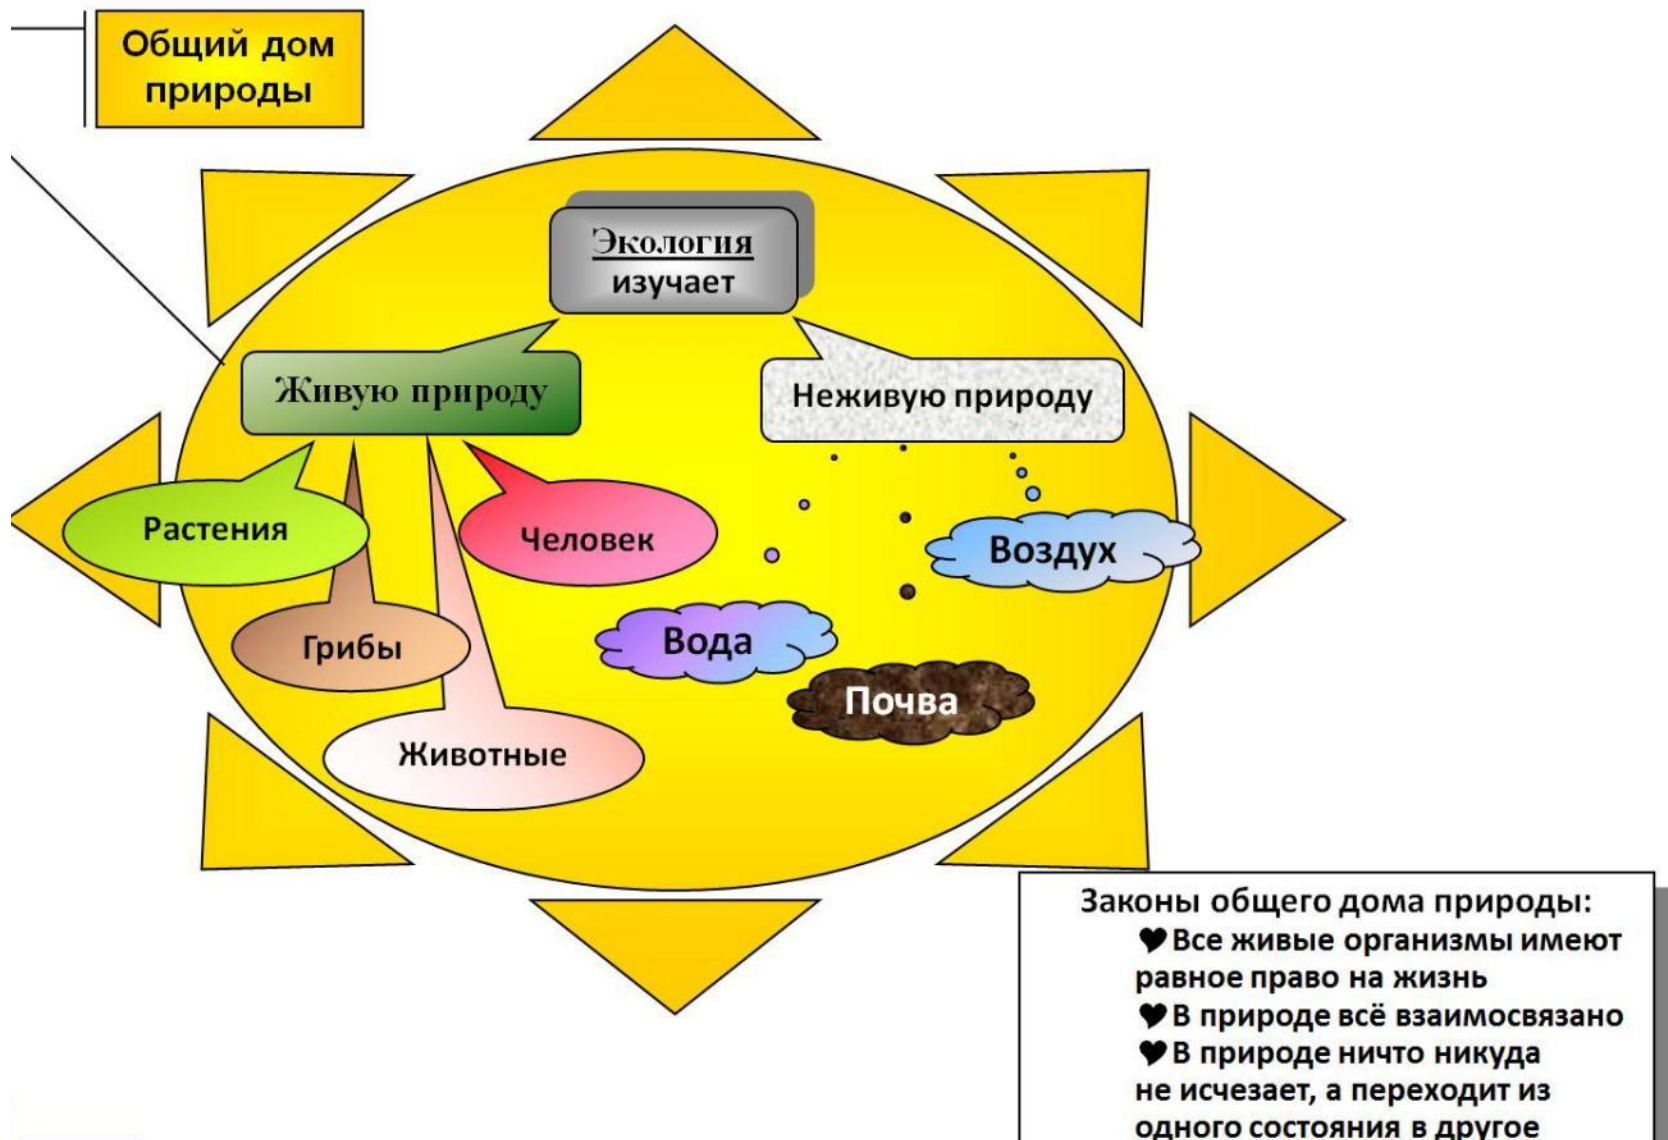 Общий дом
природы
Экология
изучает
Живую природу
Неживую природу
Растения
Человек
Воздух
Грибы
Вода
Почва
Животные
Законы общего дома природы:
Все живые организмы имеют
равное право на жизнь
В природе всё взаимосвязано
В природе ничто никуда
не исчезает, а переходит из
одного состояния в другое